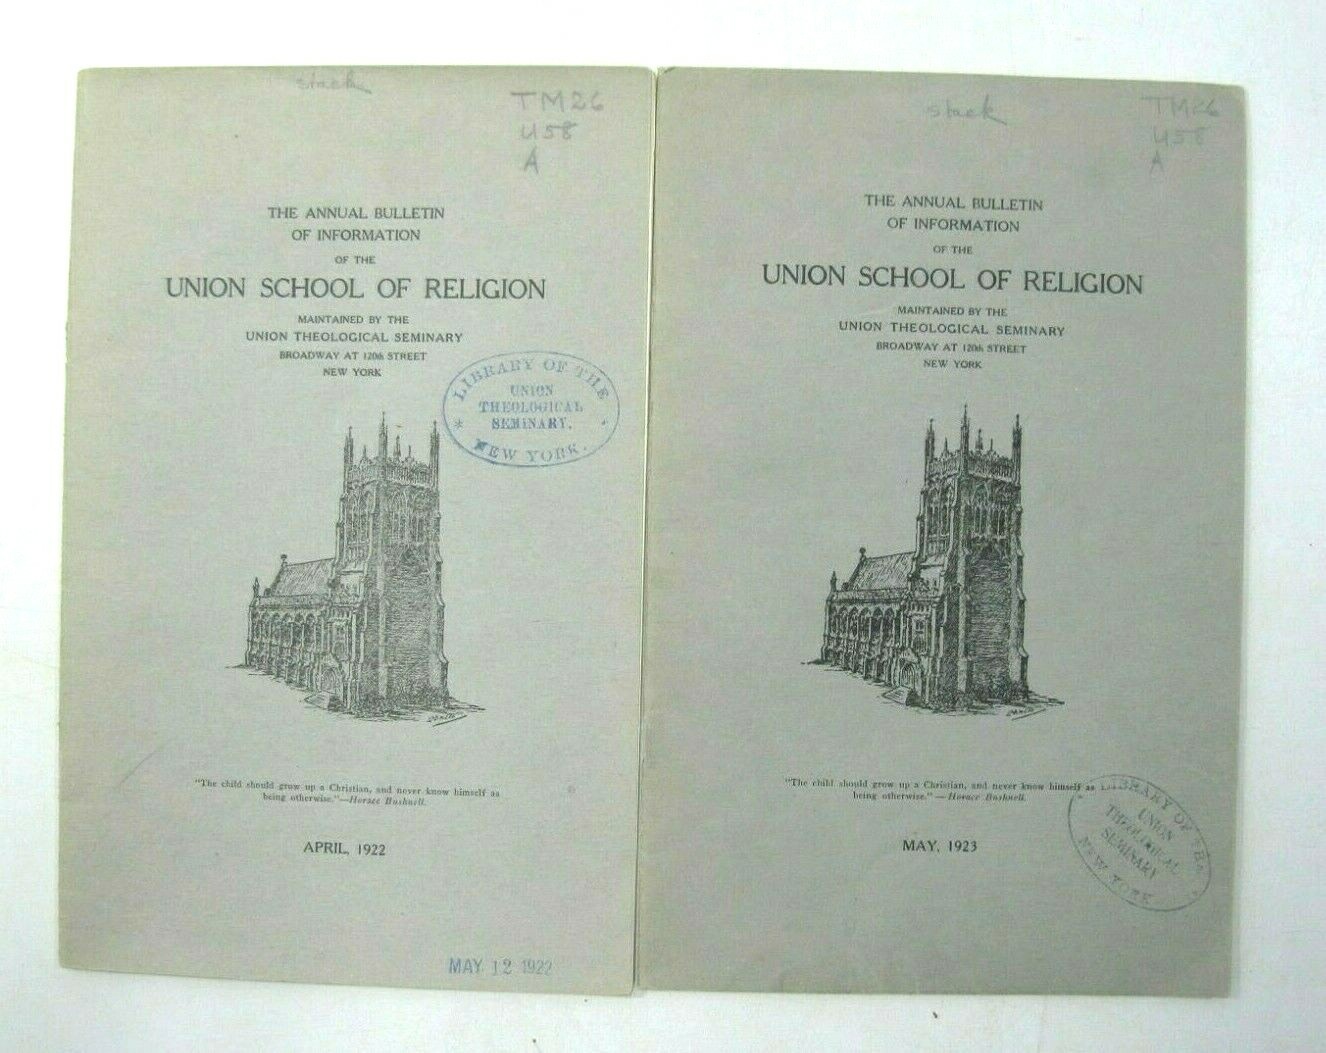 stack
TM26
U58
A
THE ANNUAL BULLETIN
OF INFORMATION
OF THE
UNION SCHOOL OF RELIGION
MAINTAINED BY THE
UNION THEOLOGICAL SEMINARY
BROADWAY AT 120th STREET
NEW YORK
LIBRARY OF THE
UNION
THEOLOGICAL
SEMINARY.
NEW YORK.
"The child should grow up a Christian, and never know himself as
being otherwise."—Horace Bushnell.
APRIL, 1922
MAY 12 1922
stack
TM26
U58
A
THE ANNUAL BULLETIN
OF INFORMATION
OF THE
UNION SCHOOL OF RELIGION
MAINTAINED BY THE
UNION THEOLOGICAL SEMINARY
BROADWAY AT 120th STREET
NEW YORK
"The child should grow up a Christian, and never know himself as
being otherwise."—Horace Bushnell.
MAY, 1923
LIBRARY OF THE
UNION
THEOLOGICAL
SEMINARY
NEW YORK